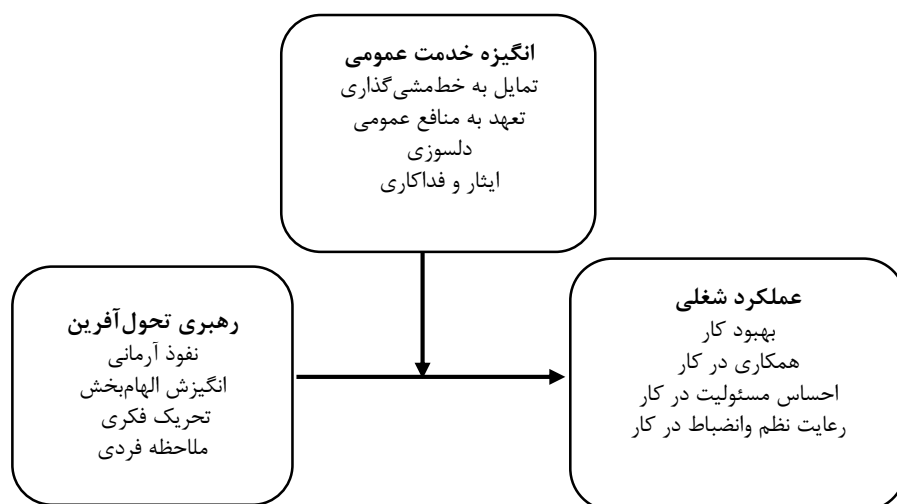 انگیزه خدمت عمومی
تمایل به خط‌مشی‌گذاری
تعهد به منافع عمومی
دلسوزی
ایثار و فداکاری
عملکرد شغلی
بهبود کار
همکاری در کار
احساس مسئولیت در کار
رعایت نظم وانضباط در کار
رهبری تحول‌آفرین
نفوذ آرمانی
انگیزش الهام‌بخش
تحریک فکری
ملاحظه فردی